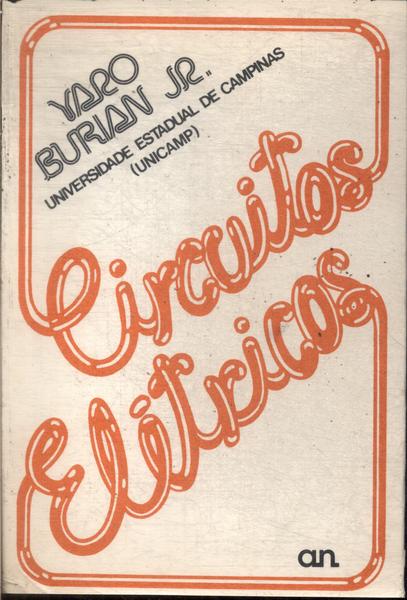 YARO
BURIAN JR.
UNIVERSIDADE ESTADUAL DE CAMPINAS
(UNICAMP)
Circuitos
Elétricos
an